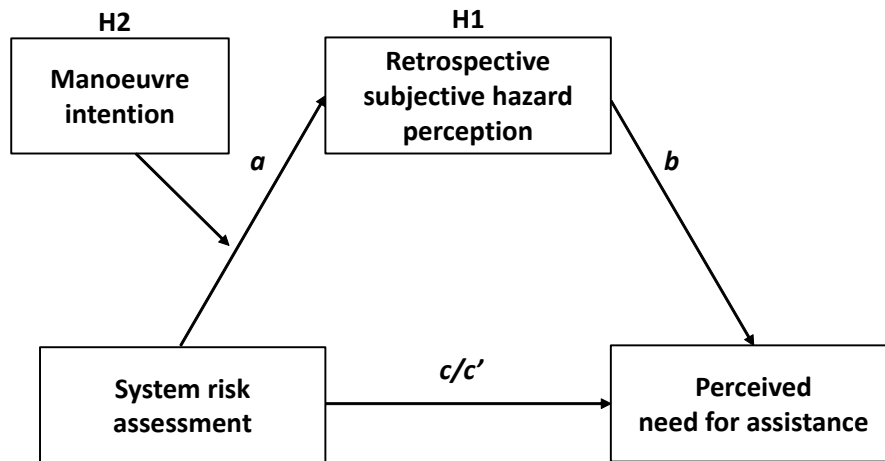 H2
H1
Manoeuvre
intention
Retrospective
subjective hazard
perception
a
b
System risk
assessment
c/c’
Perceived
need for assistance